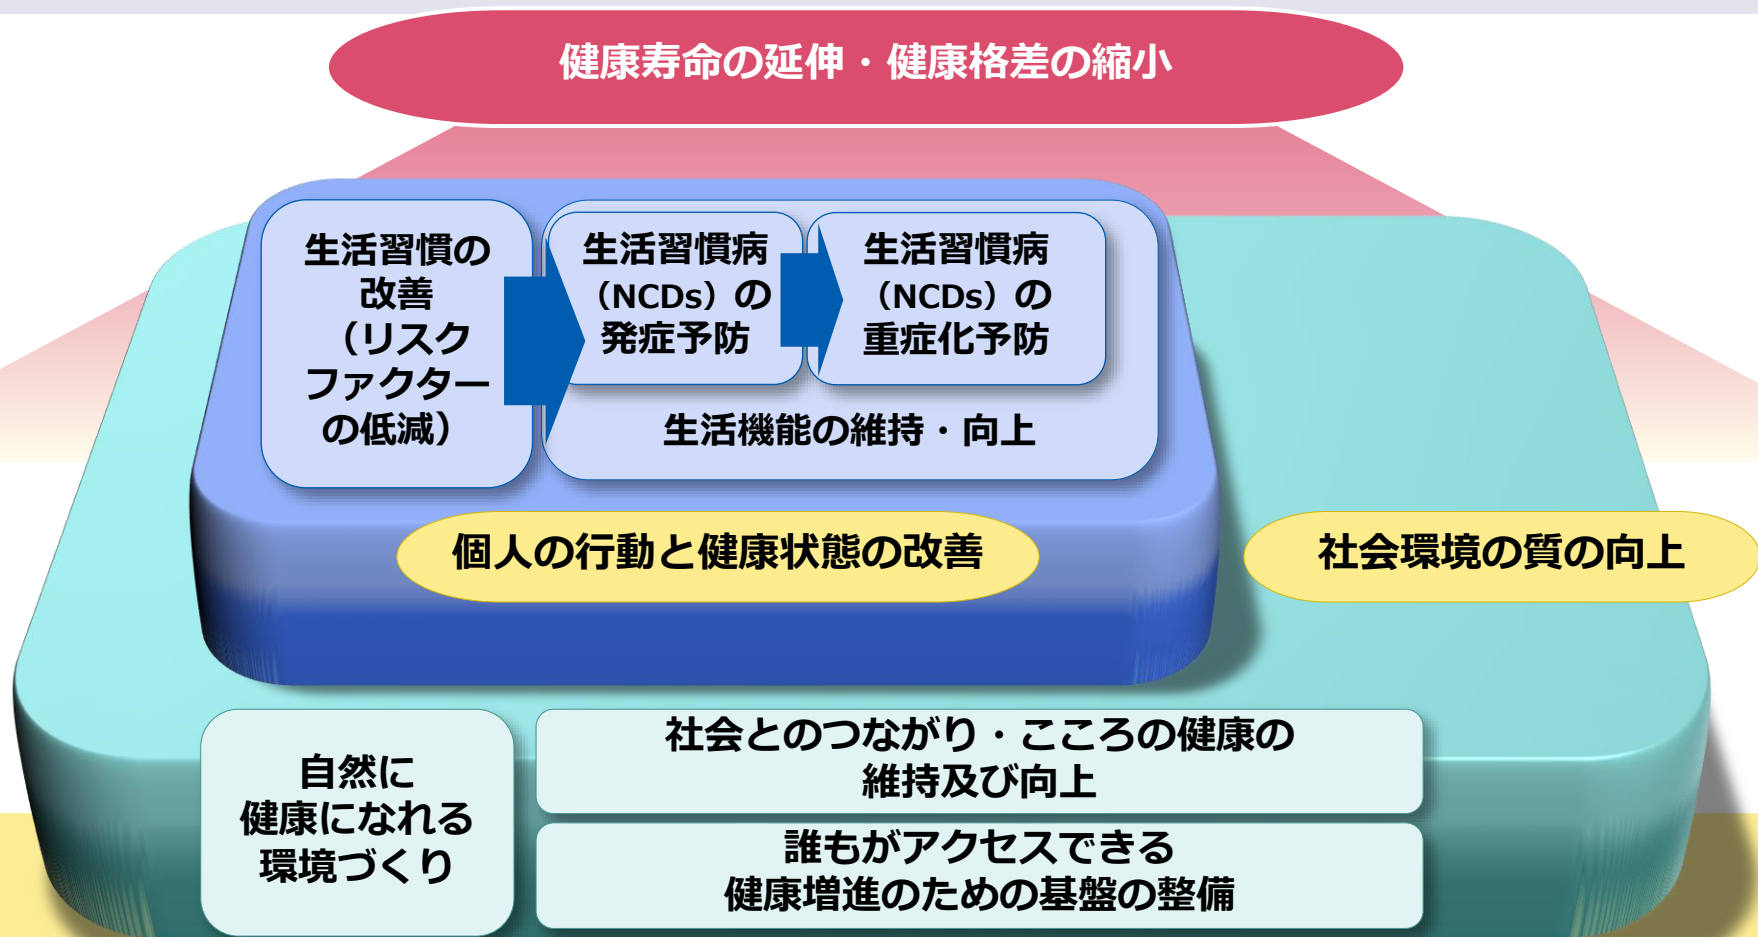 健康寿命の延伸・健康格差の縮小
生活習慣の
改善
（リスク
ファクター
の低減）
生活習慣病
（NCDs）の
発症予防
生活習慣病
（NCDs）の
重症化予防
生活機能の維持・向上
個人の行動と健康状態の改善
社会環境の質の向上
自然に
健康になれる
環境づくり
社会とのつながり・こころの健康の
維持及び向上
誰もがアクセスできる
健康増進のための基盤の整備